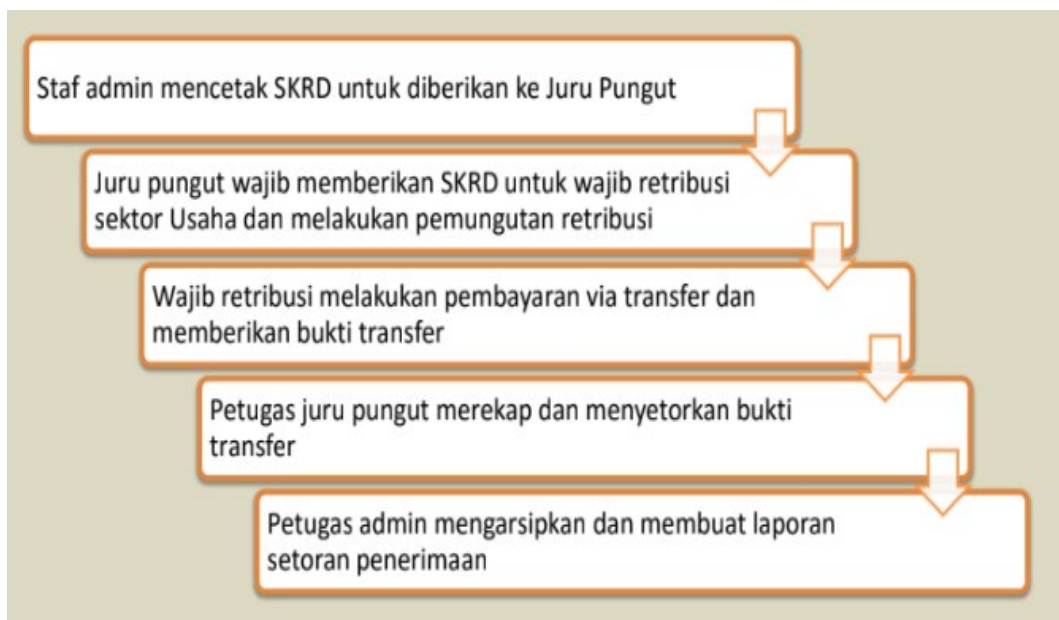 Staf admin mencetak SKRD untuk diberikan ke Juru Pungut
Juru pungut wajib memberikan SKRD untuk wajib retribusi
sektor Usaha dan melakukan pemungutan retribusi
Wajib retribusi melakukan pembayaran via transfer dan
memberikan bukti transfer
Petugas juru pungut merekap dan menyetorkan bukti
transfer
Petugas admin mengarsipkan dan membuat laporan
setoran penerimaan